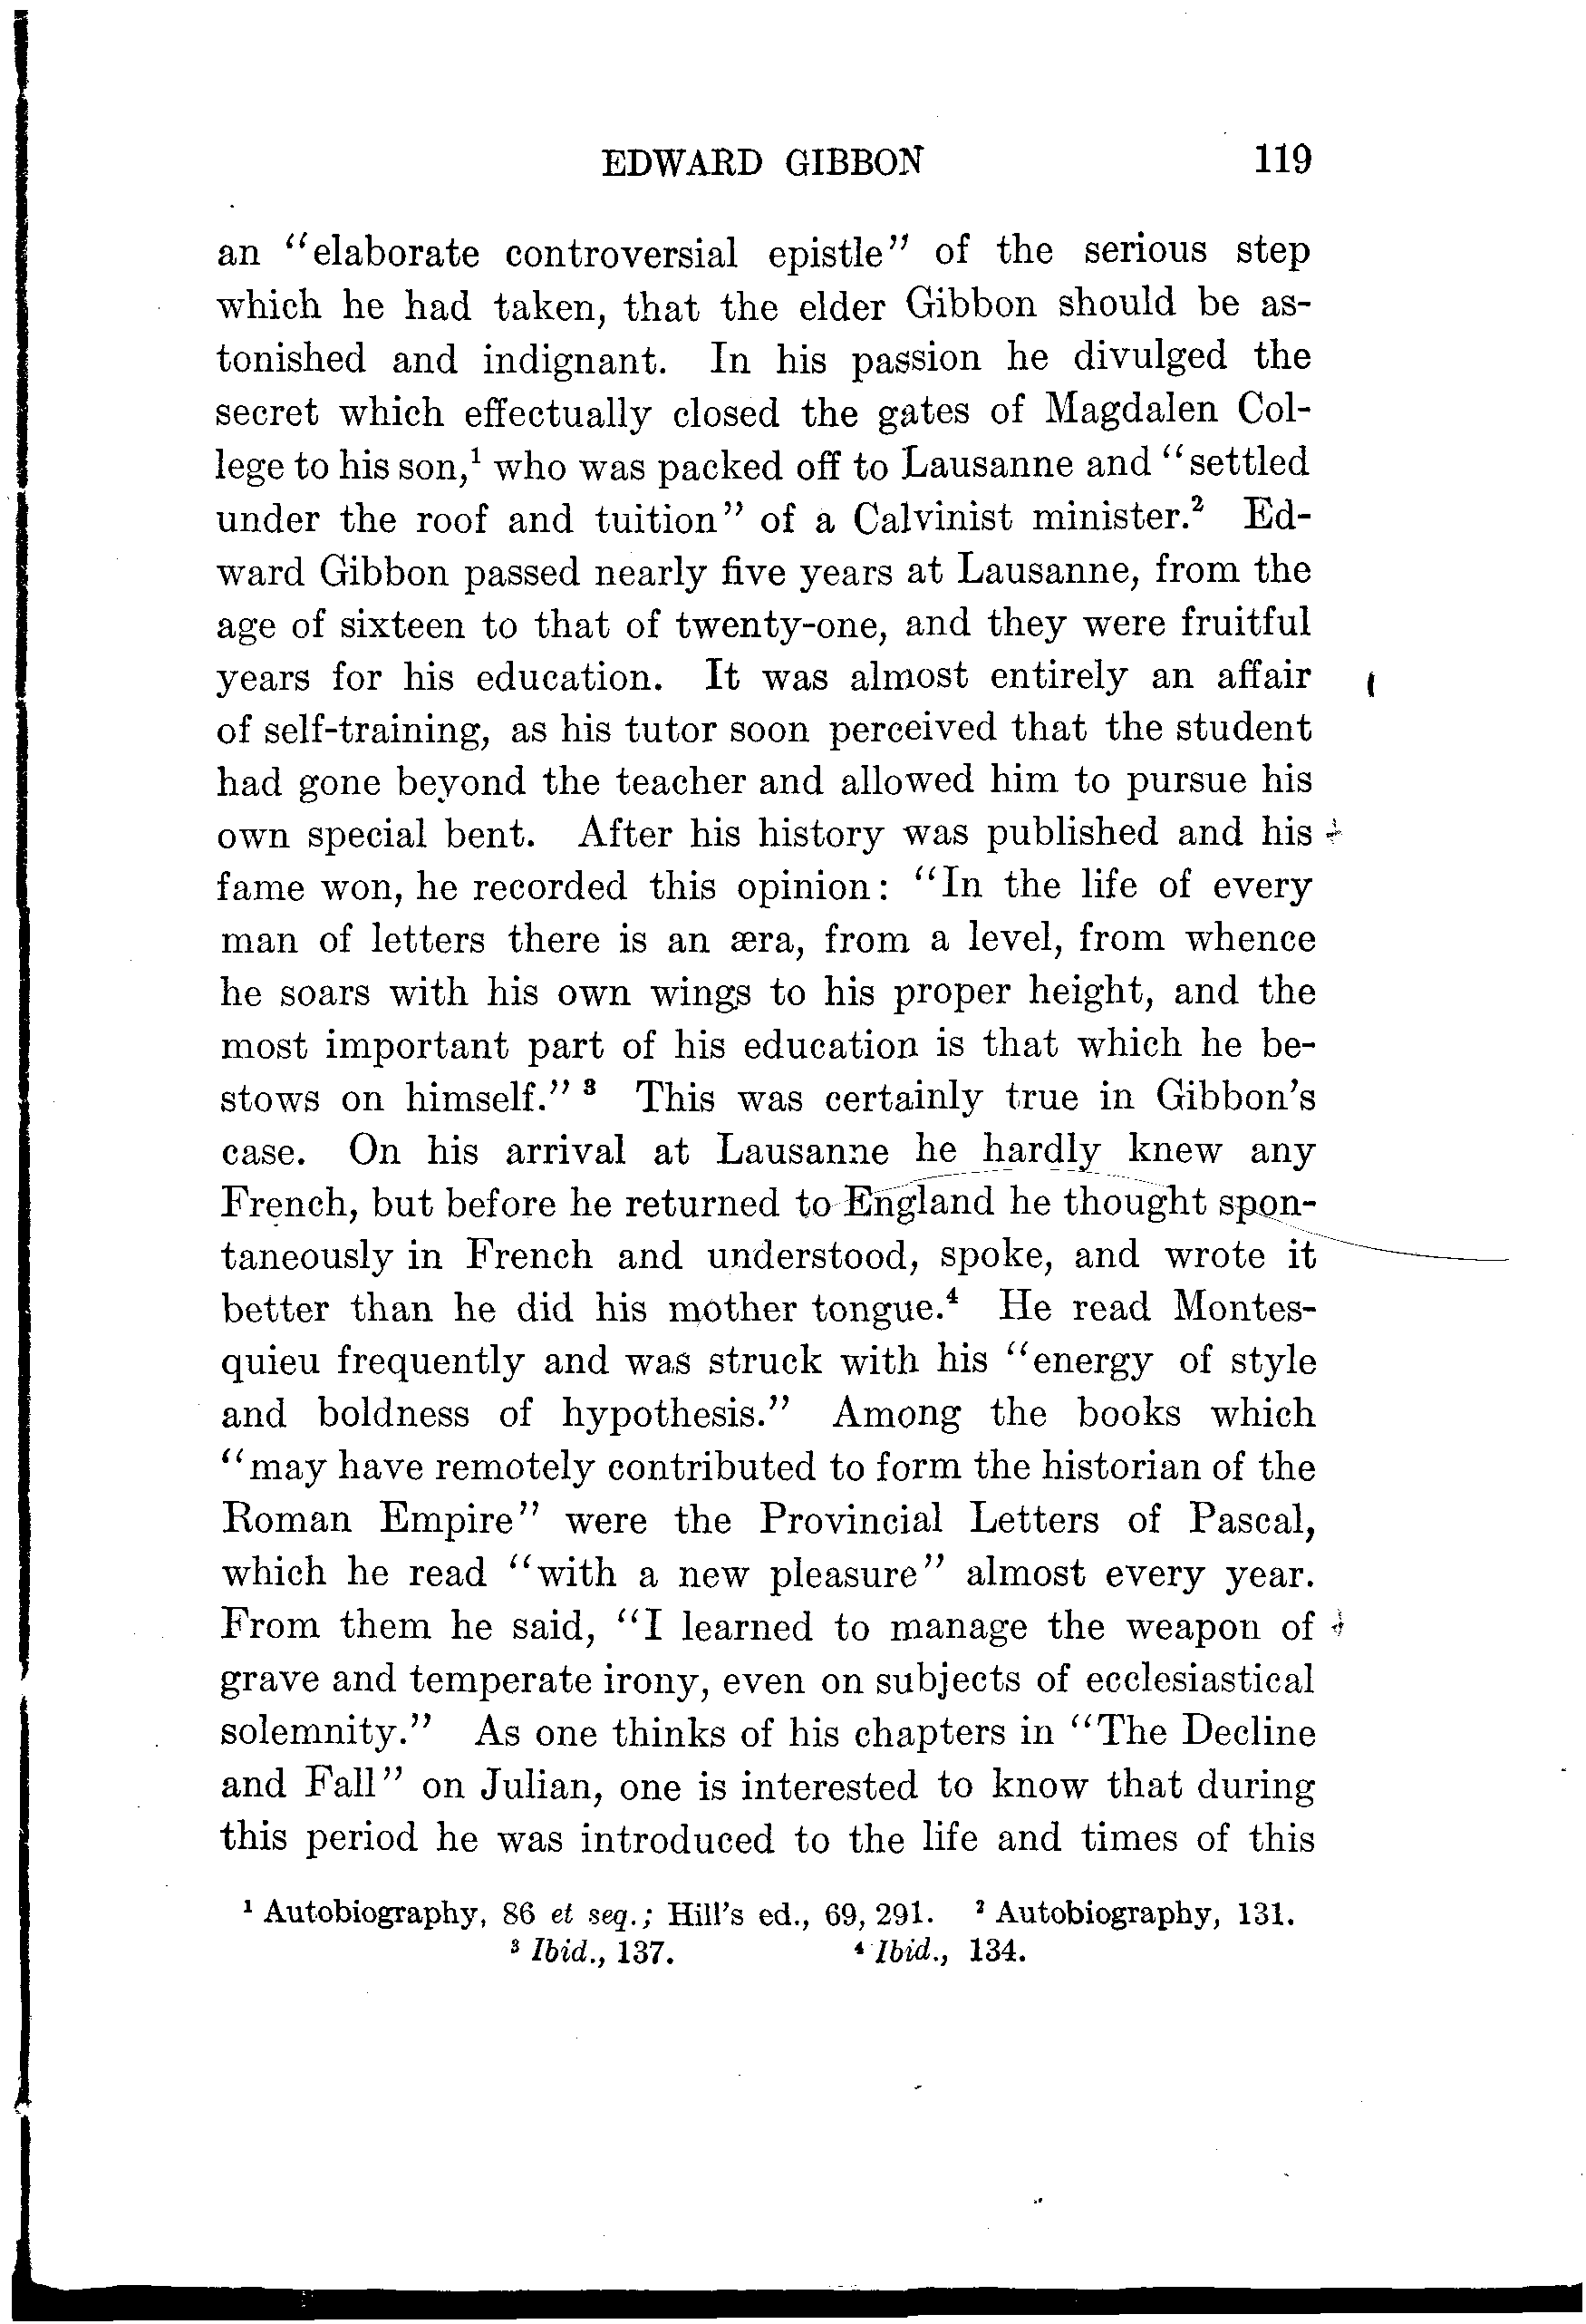 EDWARD GIBBON 119
an "elaborate controversial epistle" of the serious step
which he had taken, that the elder Gibbon should be as-
tonished and indignant. In his passion he divulged the
secret which effectually closed the gates of Magdalen Col-
lege to his son,¹ who was packed off to Lausanne and "settled
under the roof and tuition" of a Calvinist minister.² Ed-
ward Gibbon passed nearly five years at Lausanne, from the
age of sixteen to that of twenty-one, and they were fruitful
years for his education. It was almost entirely an affair
of self-training, as his tutor soon perceived that the student
had gone beyond the teacher and allowed him to pursue his
own special bent. After his history was published and his
fame won, he recorded this opinion: "In the life of every
man of letters there is an æra, from a level, from whence
he soars with his own wings to his proper height, and the
most important part of his education is that which he be-
stows on himself." ³ This was certainly true in Gibbon's
case. On his arrival at Lausanne he hardly knew any
French, but before he returned to England he thought spon-
taneously in French and understood, spoke, and wrote it
better than he did his mother tongue.⁴ He read Montes-
quieu frequently and was struck with his "energy of style
and boldness of hypothesis." Among the books which
"may have remotely contributed to form the historian of the
Roman Empire" were the Provincial Letters of Pascal,
which he read "with a new pleasure" almost every year.
From them he said, "I learned to manage the weapon of
grave and temperate irony, even on subjects of ecclesiastical
solemnity." As one thinks of his chapters in "The Decline
and Fall" on Julian, one is interested to know that during
this period he was introduced to the life and times of this
¹ Autobiography, 86 et seq.; Hill's ed., 69, 291. ² Autobiography, 131.
³ Ibid., 137. ⁴ Ibid., 134.